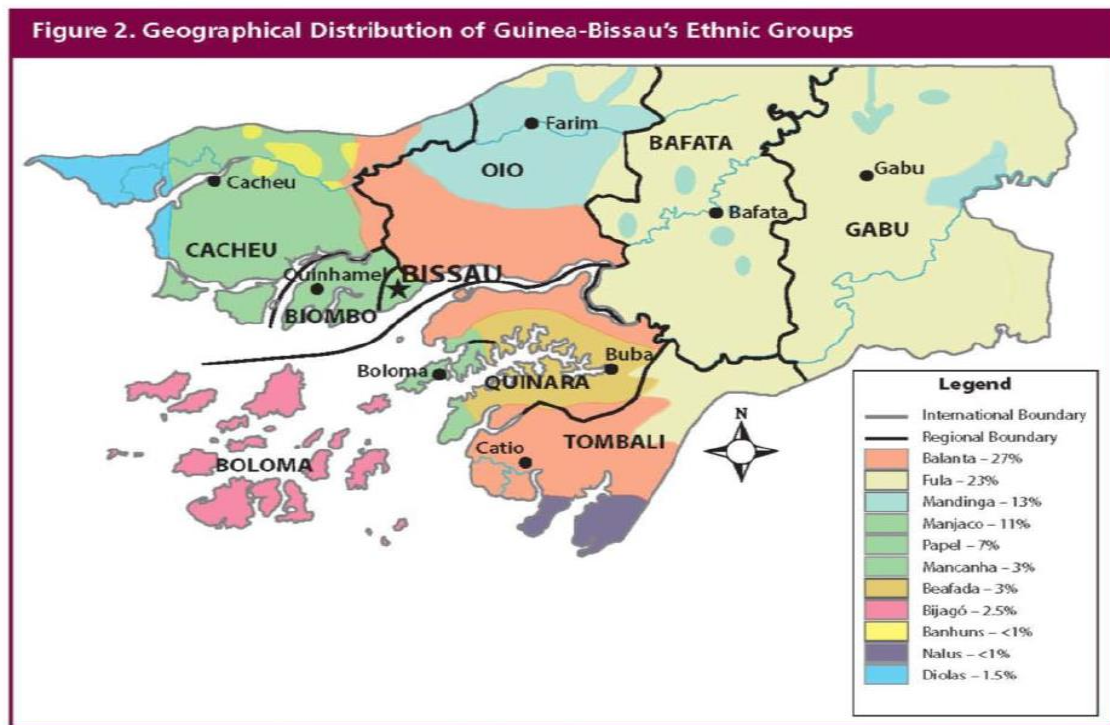 Figure 2. Geographical Distribution of Guinea-Bissau's Ethnic Groups
Farim
BAFATA
OIO
Gabu
Cacheu
Bafata
GABU
CACHEU
Quinhamel
BISSAU
BIOMBO
Buba
Boloma
QUINARA
TOMBALI
Catio
BOLOMA
N
Legend
International Boundary
Regional Boundary
Balanta – 27%
Fula – 23%
Mandinga – 13%
Manjaco – 11%
Papel – 7%
Mancanha – 3%
Beafada – 3%
Bijagó – 2.5%
Banhuns – <1%
Nalus – <1%
Diolas – 1.5%